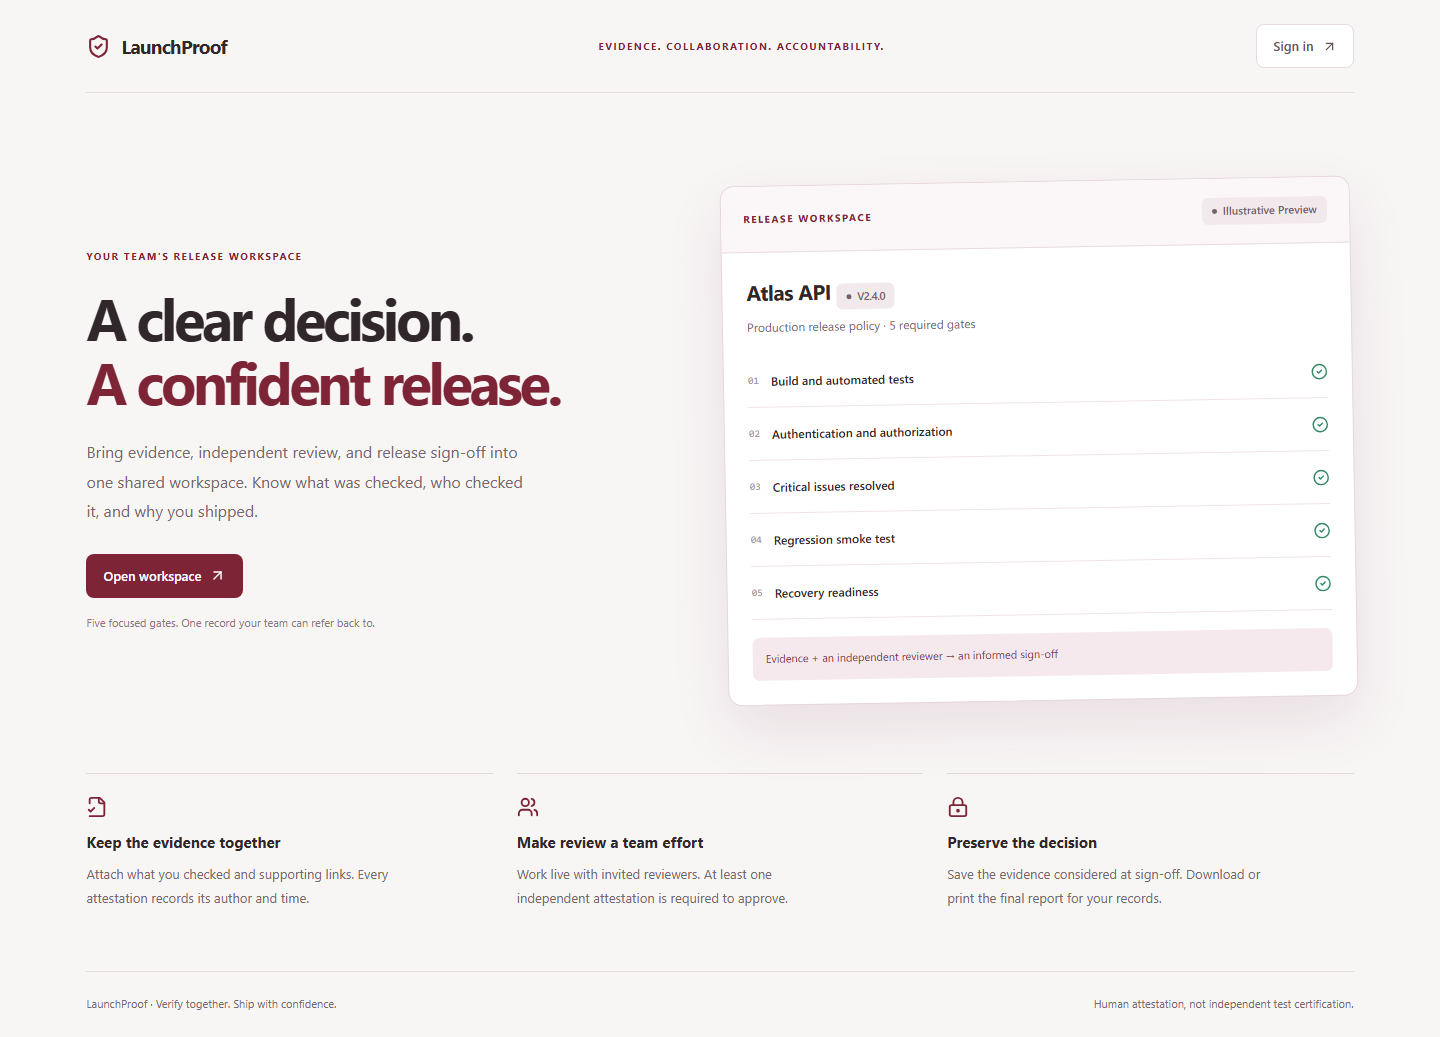 LaunchProof
EVIDENCE. COLLABORATION. ACCOUNTABILITY.
Sign in
YOUR TEAM'S RELEASE WORKSPACE
A clear decision.
A confident release.
Bring evidence, independent review, and release sign-off into
one shared workspace. Know what was checked, who checked
it, and why you shipped.
Open workspace
Five focused gates. One record your team can refer back to.
RELEASE WORKSPACE
Illustrative Preview
Atlas API
V2.4.0
Production release policy · 5 required gates
01 Build and automated tests
02 Authentication and authorization
03 Critical issues resolved
04 Regression smoke test
05 Recovery readiness
Evidence + an independent reviewer → an informed sign-off
Keep the evidence together
Attach what you checked and supporting links. Every
attestation records its author and time.
Make review a team effort
Work live with invited reviewers. At least one
independent attestation is required to approve.
Preserve the decision
Save the evidence considered at sign-off. Download or
print the final report for your records.
LaunchProof · Verify together. Ship with confidence.
Human attestation, not independent test certification.